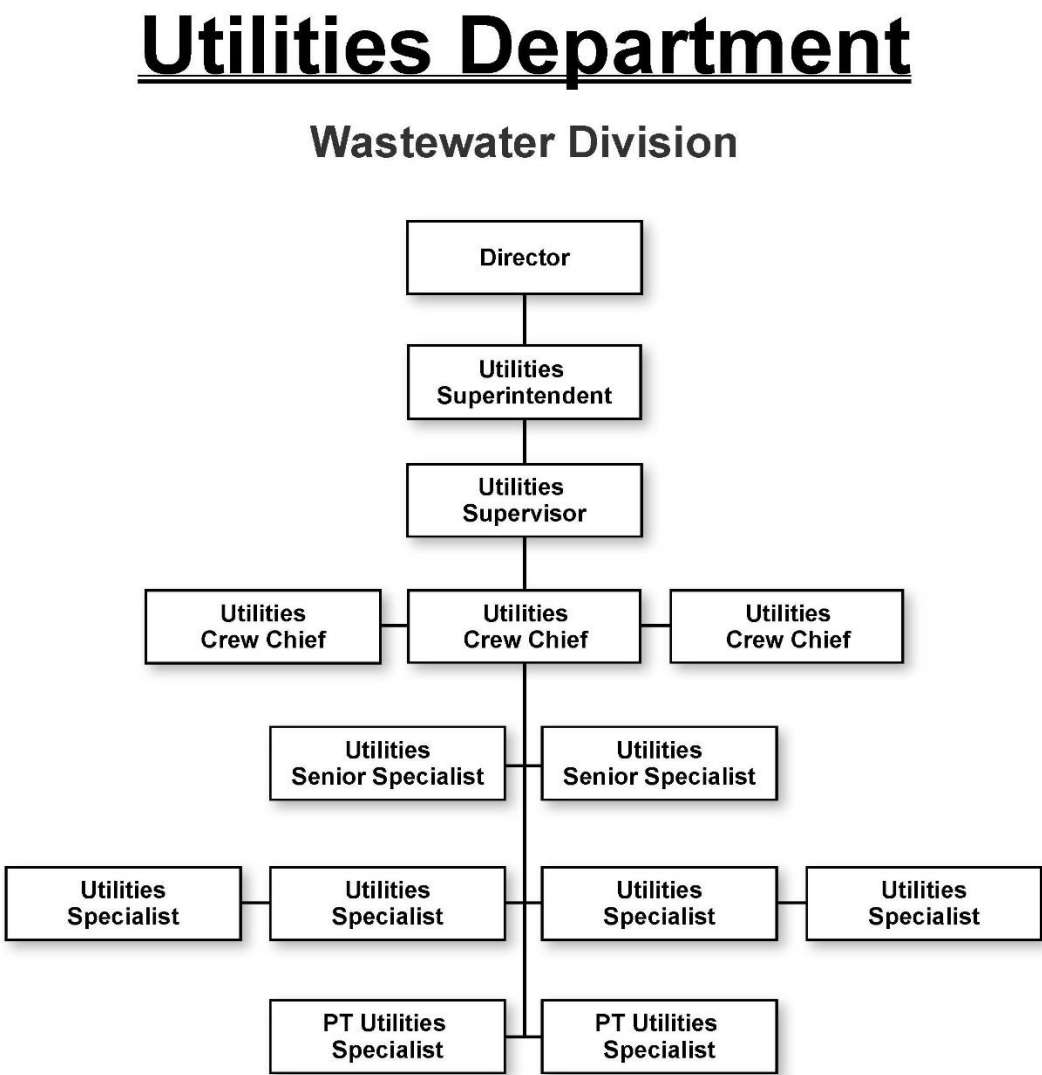 Utilities Department
Wastewater Division
Director
Utilities
Superintendent
Utilities
Supervisor
Utilities
Crew Chief
Utilities
Crew Chief
Utilities
Crew Chief
Utilities
Senior Specialist
Utilities
Senior Specialist
Utilities
Specialist
Utilities
Specialist
Utilities
Specialist
Utilities
Specialist
PT Utilities
Specialist
PT Utilities
Specialist